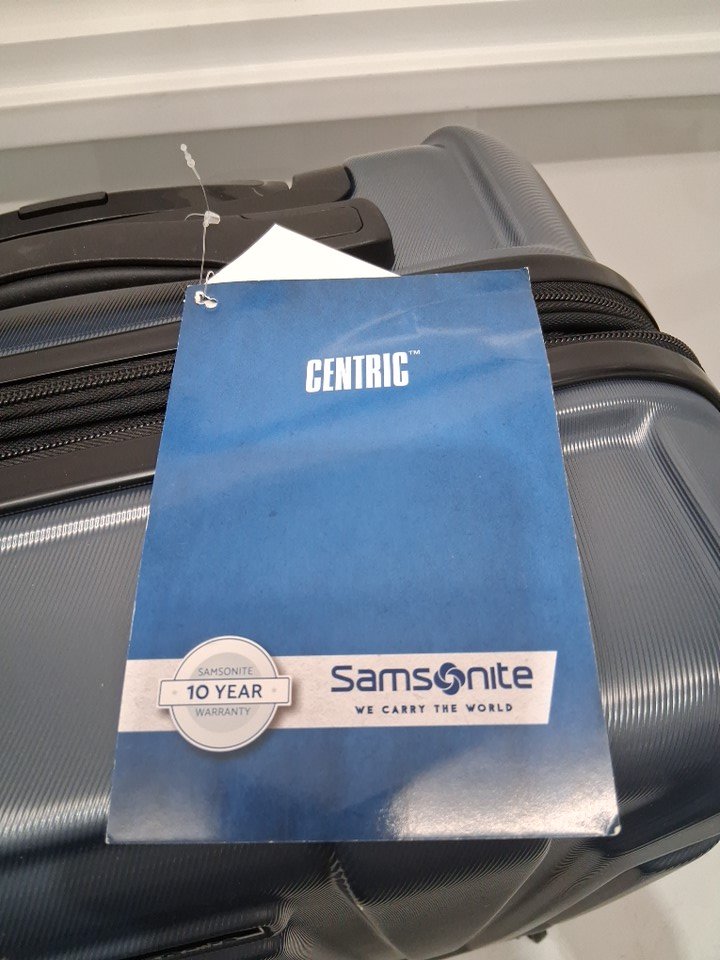 CENTRIC™
SAMSONITE
10 YEAR
WARRANTY
Samsonite
WE CARRY THE WORLD